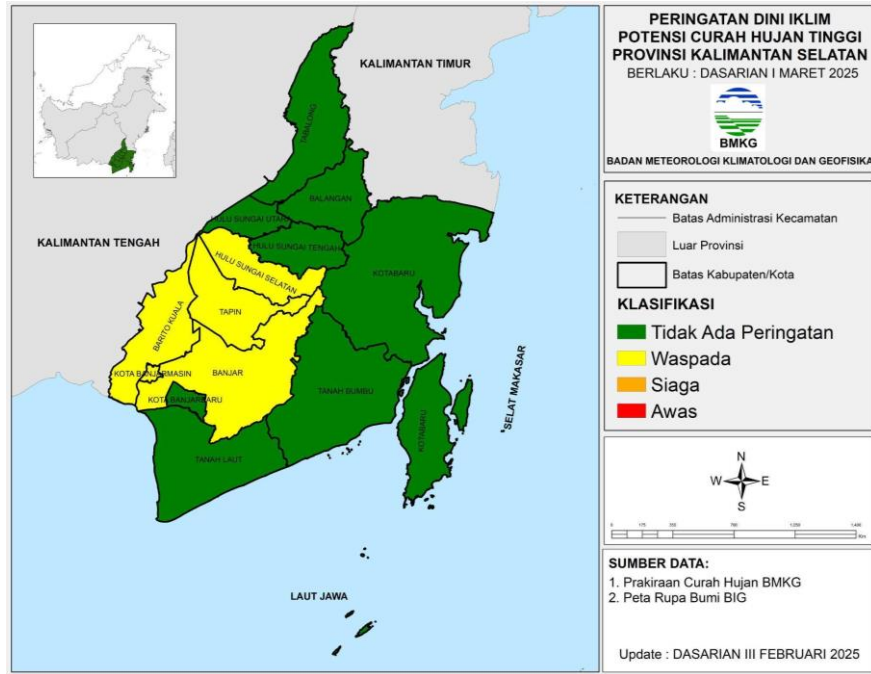 PERINGATAN DINI IKLIM
POTENSI CURAH HUJAN TINGGI
PROVINSI KALIMANTAN SELATAN
BERLAKU : DASARIAN I MARET 2025
BMKG
BADAN METEOROLOGI KLIMATOLOGI DAN GEOFISIKA
KETERANGAN
Batas Administrasi Kecamatan
Luar Provinsi
Batas Kabupaten/Kota
KLASIFIKASI
Tidak Ada Peringatan
Waspada
Siaga
Awas
N
W E
S
SUMBER DATA:
1. Prakiraan Curah Hujan BMKG
2. Peta Rupa Bumi BIG
Update : DASARIAN III FEBRUARI 2025
KALIMANTAN TIMUR
TABALONG
BALANGAN
HULU SUNGAI UTARA
KALIMANTAN TENGAH
HULU SUNGAI TENGAH
KOTABARU
HULU SUNGAI SELATAN
TAPIN
BARITO KUALA
KOTA BANJARMASIN
BANJAR
KOTA BANJARBARU
TANAH BUMBU
KOTABARU
SELAT MAKASAR
TANAH LAUT
LAUT JAWA